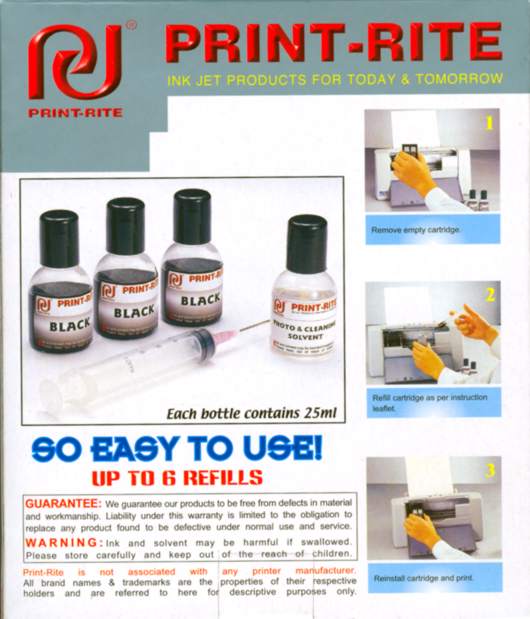 PRINT-RITE
INK JET PRODUCTS FOR TODAY & TOMORROW
PRINT-RITE
1
Remove empty cartridge.
PRINT-RI
BLACK
PRINT-RI
BLACK
PRINT-RI
BLACK
PRINT-RITE
PHOTO & CLEANING
SOLVENT
Each bottle contains 25ml
2
Refill cartridge as per instruction
leaflet.
SO EASY TO USE!
UP TO 6 REFILLS
GUARANTEE: We guarantee our products to be free from defects in material
and workmanship. Liability under this warranty is limited to the obligation to
replace any product found to be defective under normal use and service.
WARNING: Ink and solvent may be harmful if swallowed.
Please store carefully and keep out of the reach of children.
Print-Rite is not associated with any printer manufacturer.
All brand names & trademarks are the properties of their respective
holders and are referred to here for descriptive purposes only.
3
Reinstall cartridge and print.